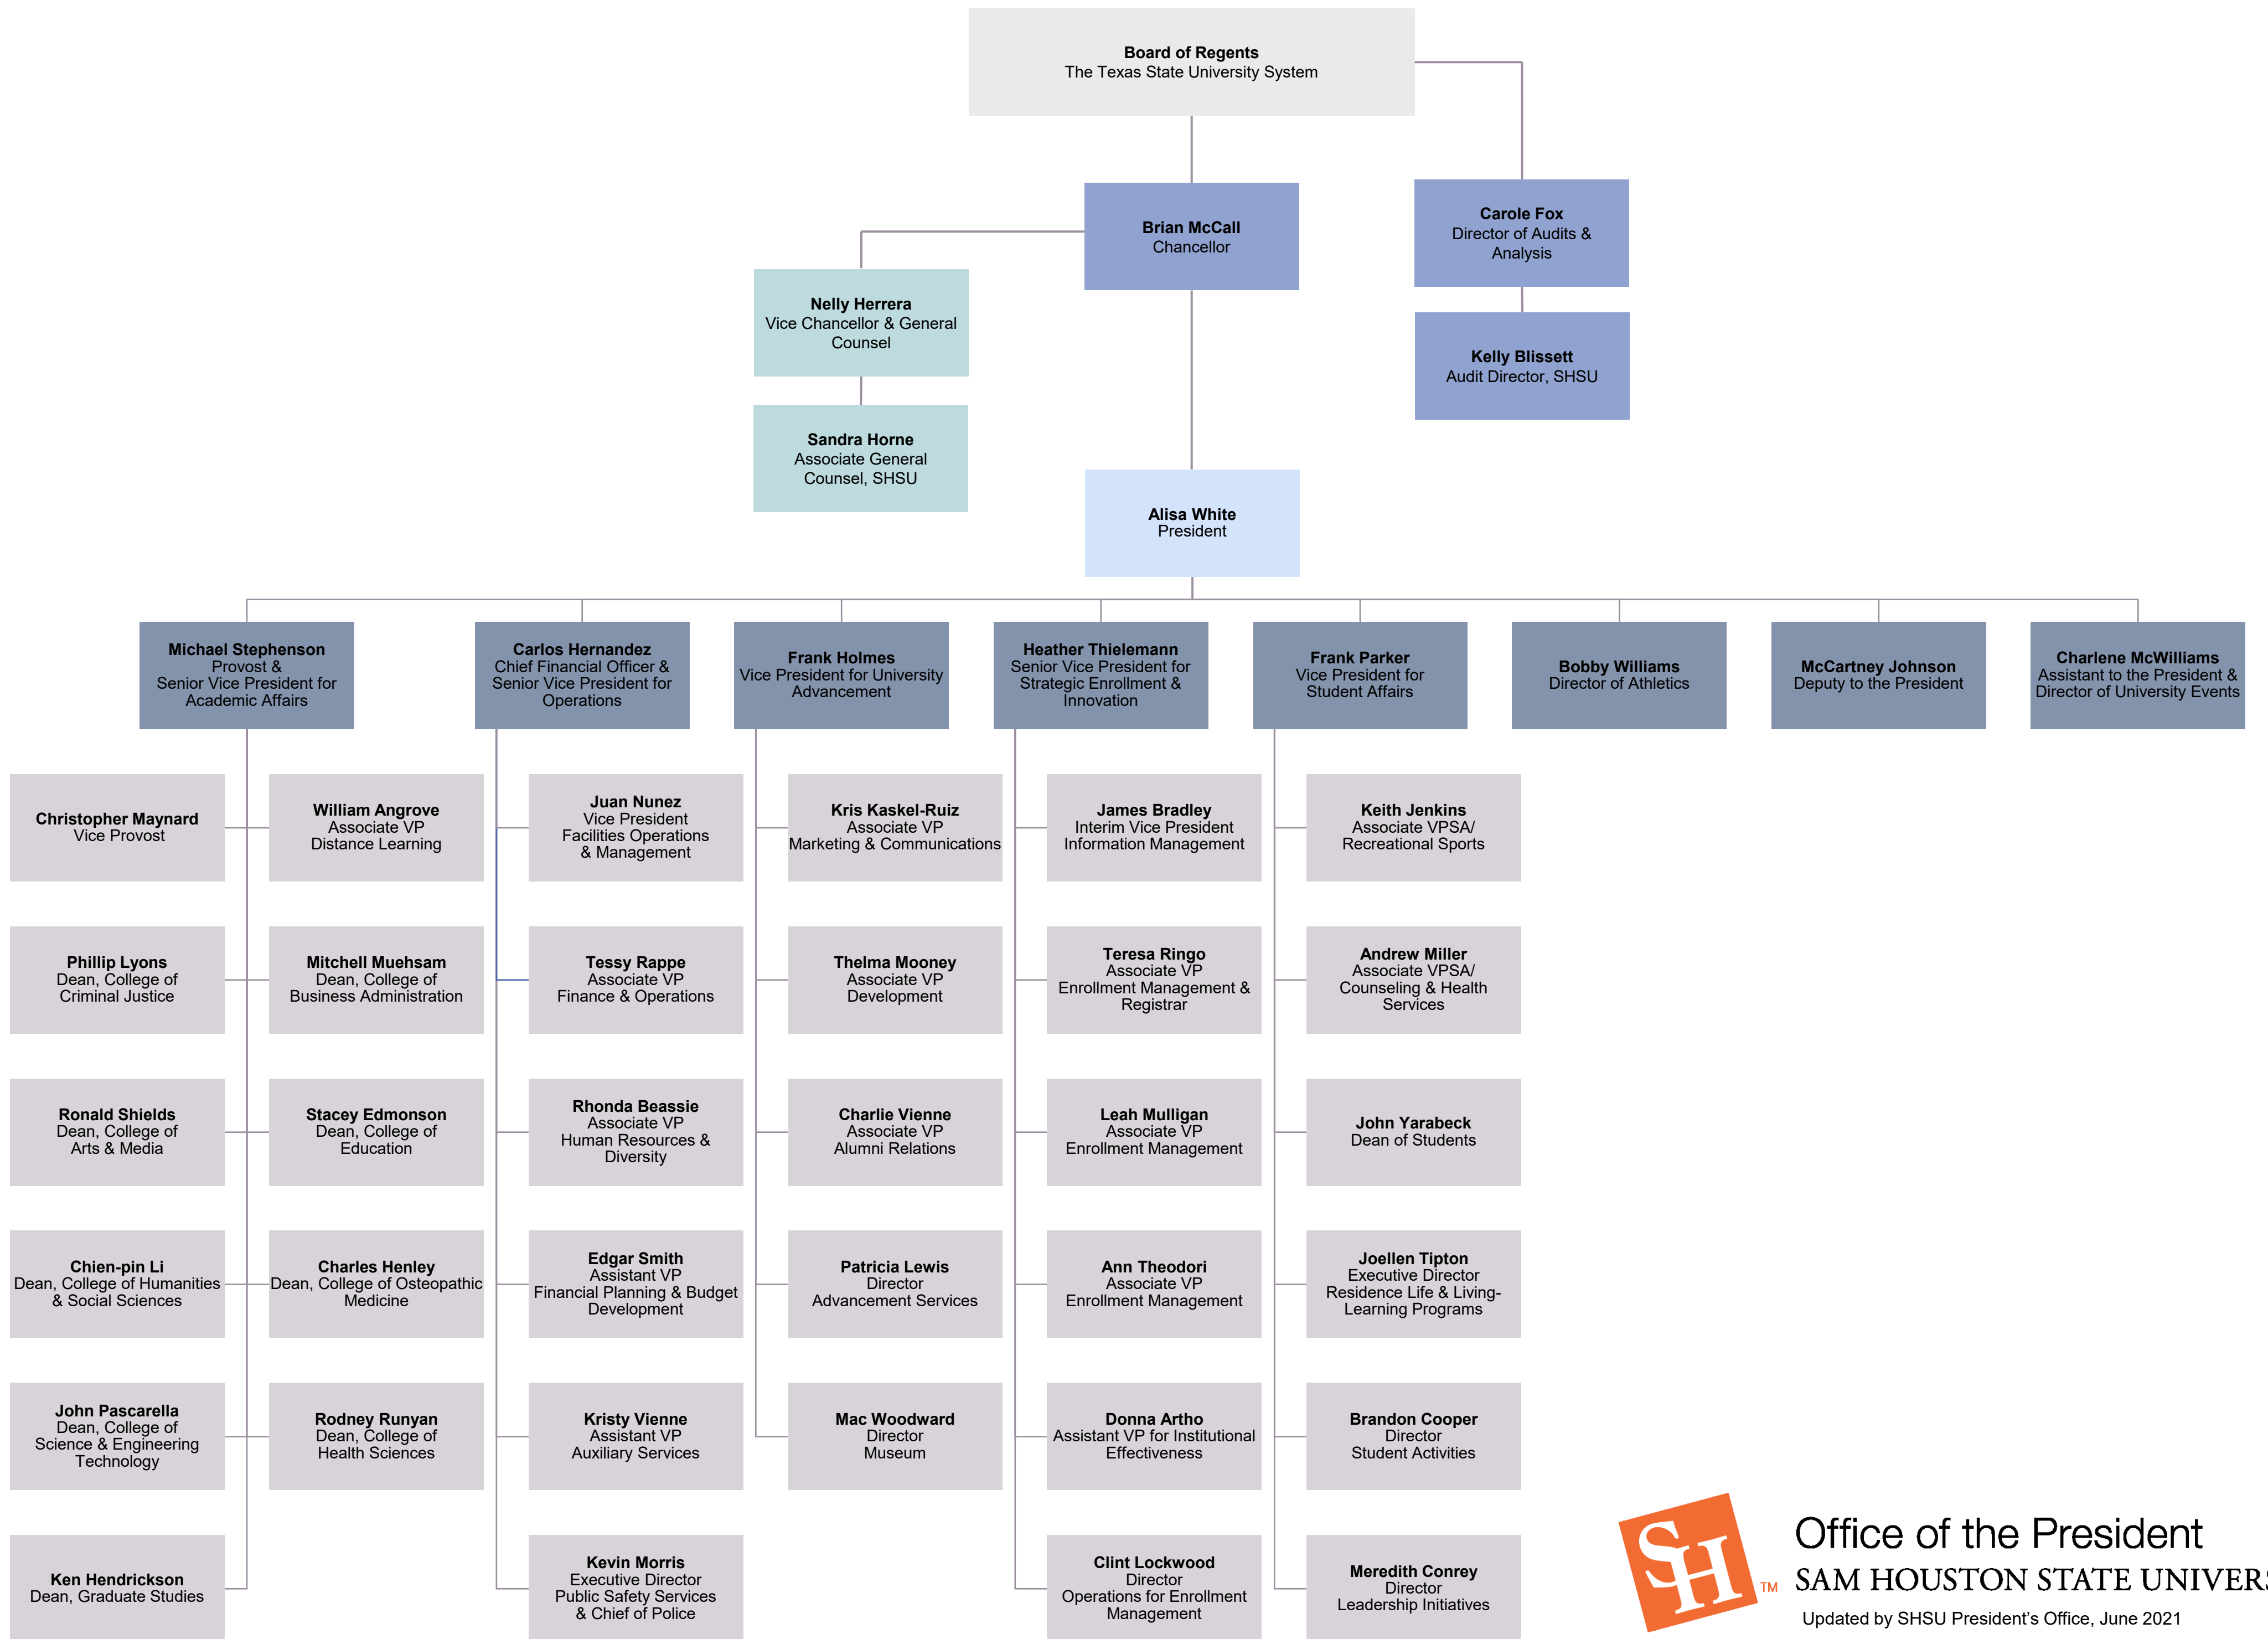 Board of Regents
The Texas State University System
Brian McCall
Chancellor
Carole Fox
Director of Audits &
Analysis
Nelly Herrera
Vice Chancellor & General
Counsel
Kelly Blissett
Audit Director, SHSU
Sandra Horne
Associate General
Counsel, SHSU
Alisa White
President
Michael Stephenson
Provost &
Senior Vice President for
Academic Affairs
Carlos Hernandez
Chief Financial Officer &
Senior Vice President for
Operations
Frank Holmes
Vice President for University
Advancement
Heather Thielemann
Senior Vice President for
Strategic Enrollment &
Innovation
Frank Parker
Vice President for
Student Affairs
Bobby Williams
Director of Athletics
McCartney Johnson
Deputy to the President
Charlene McWilliams
Assistant to the President &
Director of University Events
Christopher Maynard
Vice Provost
William Angrove
Associate VP
Distance Learning
Juan Nunez
Vice President
Facilities Operations
& Management
Kris Kaskel-Ruiz
Associate VP
Marketing & Communications
James Bradley
Interim Vice President
Information Management
Keith Jenkins
Associate VPSA/
Recreational Sports
Phillip Lyons
Dean, College of
Criminal Justice
Mitchell Muehsam
Dean, College of
Business Administration
Tessy Rappe
Associate VP
Finance & Operations
Thelma Mooney
Associate VP
Development
Teresa Ringo
Associate VP
Enrollment Management &
Registrar
Andrew Miller
Associate VPSA/
Counseling & Health
Services
Ronald Shields
Dean, College of
Arts & Media
Stacey Edmonson
Dean, College of
Education
Rhonda Beassie
Associate VP
Human Resources &
Diversity
Charlie Vienne
Associate VP
Alumni Relations
Leah Mulligan
Associate VP
Enrollment Management
John Yarabeck
Dean of Students
Chien-pin Li
Dean, College of Humanities
& Social Sciences
Charles Henley
Dean, College of Osteopathic
Medicine
Edgar Smith
Assistant VP
Financial Planning & Budget
Development
Patricia Lewis
Director
Advancement Services
Ann Theodori
Associate VP
Enrollment Management
Joellen Tipton
Executive Director
Residence Life & Living-
Learning Programs
John Pascarella
Dean, College of
Science & Engineering
Technology
Rodney Runyan
Dean, College of
Health Sciences
Kristy Vienne
Assistant VP
Auxiliary Services
Mac Woodward
Director
Museum
Donna Artho
Assistant VP for Institutional
Effectiveness
Brandon Cooper
Director
Student Activities
Ken Hendrickson
Dean, Graduate Studies
Kevin Morris
Executive Director
Public Safety Services
& Chief of Police
Clint Lockwood
Director
Operations for Enrollment
Management
Meredith Conrey
Director
Leadership Initiatives
SH TM
Office of the President
SAM HOUSTON STATE UNIVERS
Updated by SHSU President's Office, June 2021